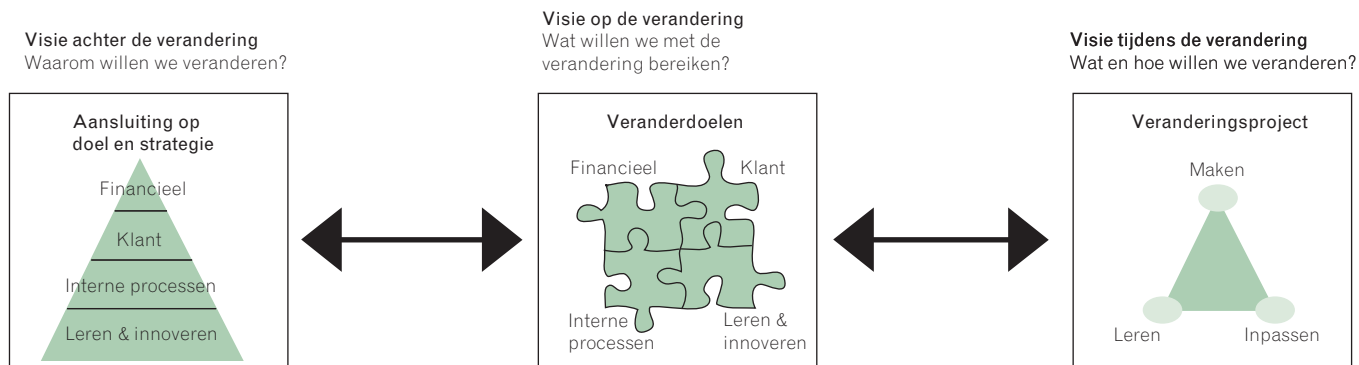 Visie achter de verandering
Waarom willen we veranderen?
Aansluiting op
doel en strategie
Financieel
Klant
Interne processen
Leren & innoveren
Visie op de verandering
Wat willen we met de
verandering bereiken?
Veranderdoelen
Financieel
Klant
Interne
processen
Leren &
innoveren
Visie tijdens de verandering
Wat en hoe willen we veranderen?
Veranderingsproject
Maken
Leren
Inpassen